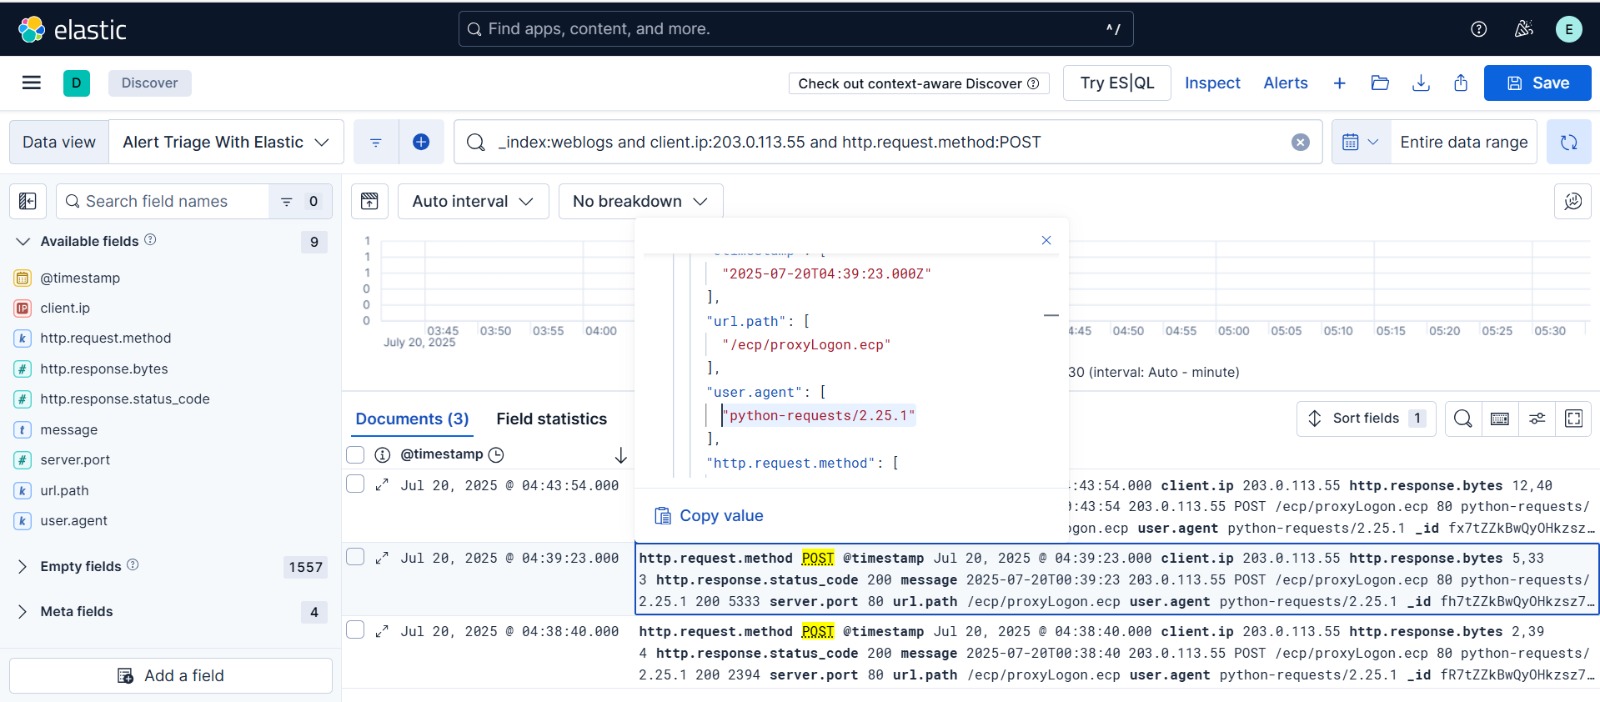 elastic
Find apps, content, and more.
^ /
E
D
Discover
Check out context-aware Discover
Try ES|QL
Inspect
Alerts
Save
Data view
Alert Triage With Elastic
_index:weblogs and client.ip:203.0.113.55 and http.request.method:POST
Entire data range
Search field names
0
Auto interval
No breakdown
Available fields
9
@timestamp
client.ip
http.request.method
http.response.bytes
http.response.status_code
message
server.port
url.path
user.agent
Empty fields
1557
Meta fields
4
Add a field
1
1
1
0
0
0
03:45 03:50 03:55 04:00
July 20, 2025
4:45 04:50 04:55 05:00 05:05 05:10 05:15 05:20 05:25 05:30
30 (interval: Auto - minute)
"2025-07-20T04:39:23.000Z"
],
"url.path": [
"/ecp/proxyLogon.ecp"
],
"user.agent": [
"python-requests/2.25.1"
],
"http.request.method": [
Copy value
Documents (3)
Field statistics
Sort fields 1
@timestamp
Jul 20, 2025 @ 04:43:54.000
:43:54.000 client.ip 203.0.113.55 http.response.bytes 12,40
:43:54 203.0.113.55 POST /ecp/proxyLogon.ecp 80 python-requests/
ogon.ecp user.agent python-requests/2.25.1 _id fx7tZZkBwQyOHkzsz…
Jul 20, 2025 @ 04:39:23.000
http.request.method POST @timestamp Jul 20, 2025 @ 04:39:23.000 client.ip 203.0.113.55 http.response.bytes 5,33
3 http.response.status_code 200 message 2025-07-20T00:39:23 203.0.113.55 POST /ecp/proxyLogon.ecp 80 python-requests/
2.25.1 200 5333 server.port 80 url.path /ecp/proxyLogon.ecp user.agent python-requests/2.25.1 _id fh7tZZkBwQyOHkzsz7…
Jul 20, 2025 @ 04:38:40.000
http.request.method POST @timestamp Jul 20, 2025 @ 04:38:40.000 client.ip 203.0.113.55 http.response.bytes 2,39
4 http.response.status_code 200 message 2025-07-20T00:38:40 203.0.113.55 POST /ecp/proxyLogon.ecp 80 python-requests/
2.25.1 200 2394 server.port 80 url.path /ecp/proxyLogon.ecp user.agent python-requests/2.25.1 _id fR7tZZkBwQyOHkzsz7…